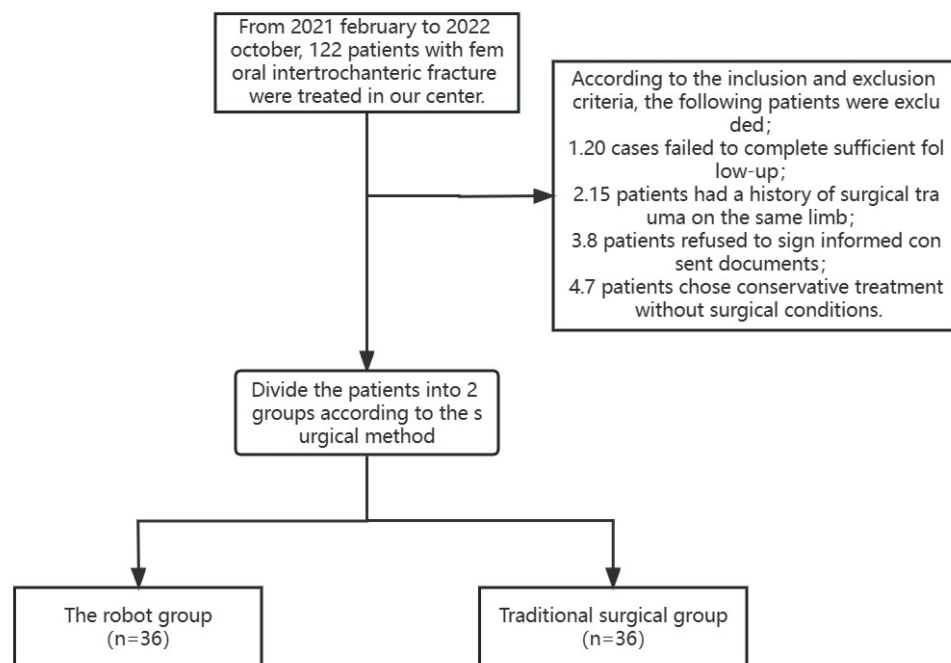 From 2021 february to 2022
october, 122 patients with fem
oral intertrochanteric fracture
were treated in our center.
According to the inclusion and exclusion
criteria, the following patients were exclu
ded;
1.20 cases failed to complete sufficient fol
low-up;
2.15 patients had a history of surgical tra
uma on the same limb;
3.8 patients refused to sign informed con
sent documents;
4.7 patients chose conservative treatment
without surgical conditions.
Divide the patients into 2
groups according to the s
urgical method
The robot group
(n=36)
Traditional surgical group
(n=36)